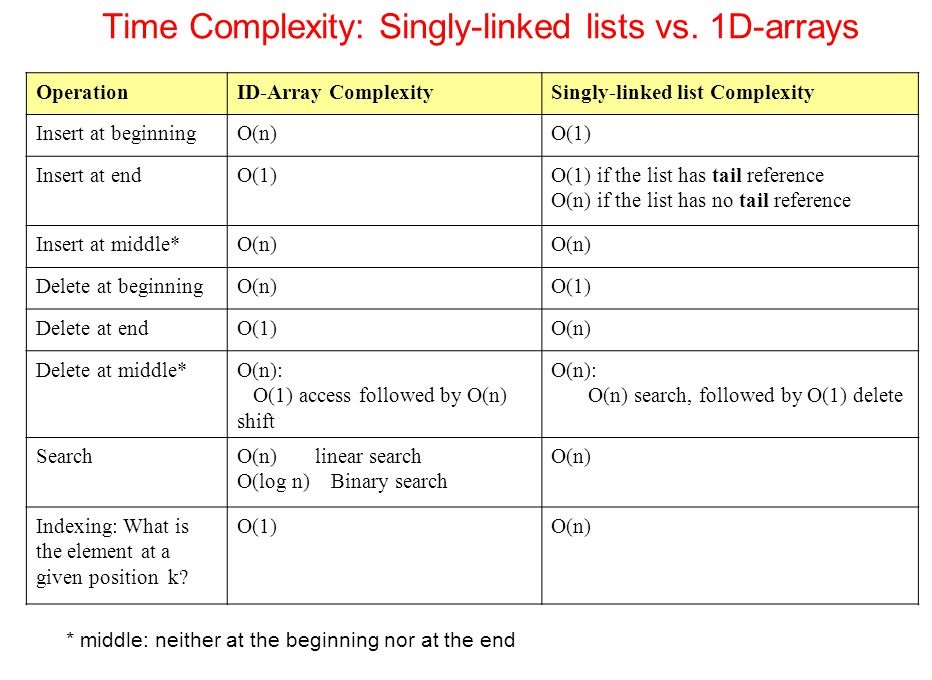 Time Complexity: Singly-linked lists vs. 1D-arrays
Operation ID-Array Complexity Singly-linked list Complexity
Insert at beginning O(n) O(1)
Insert at end O(1) O(1) if the list has tail reference
O(n) if the list has no tail reference
Insert at middle* O(n) O(n)
Delete at beginning O(n) O(1)
Delete at end O(1) O(n)
Delete at middle* O(n): O(n):
O(1) access followed by O(n) O(n) search, followed by O(1) delete
shift
Search O(n) linear search O(n)
O(log n) Binary search
Indexing: What is O(1) O(n)
the element at a
given position k?
* middle: neither at the beginning nor at the end